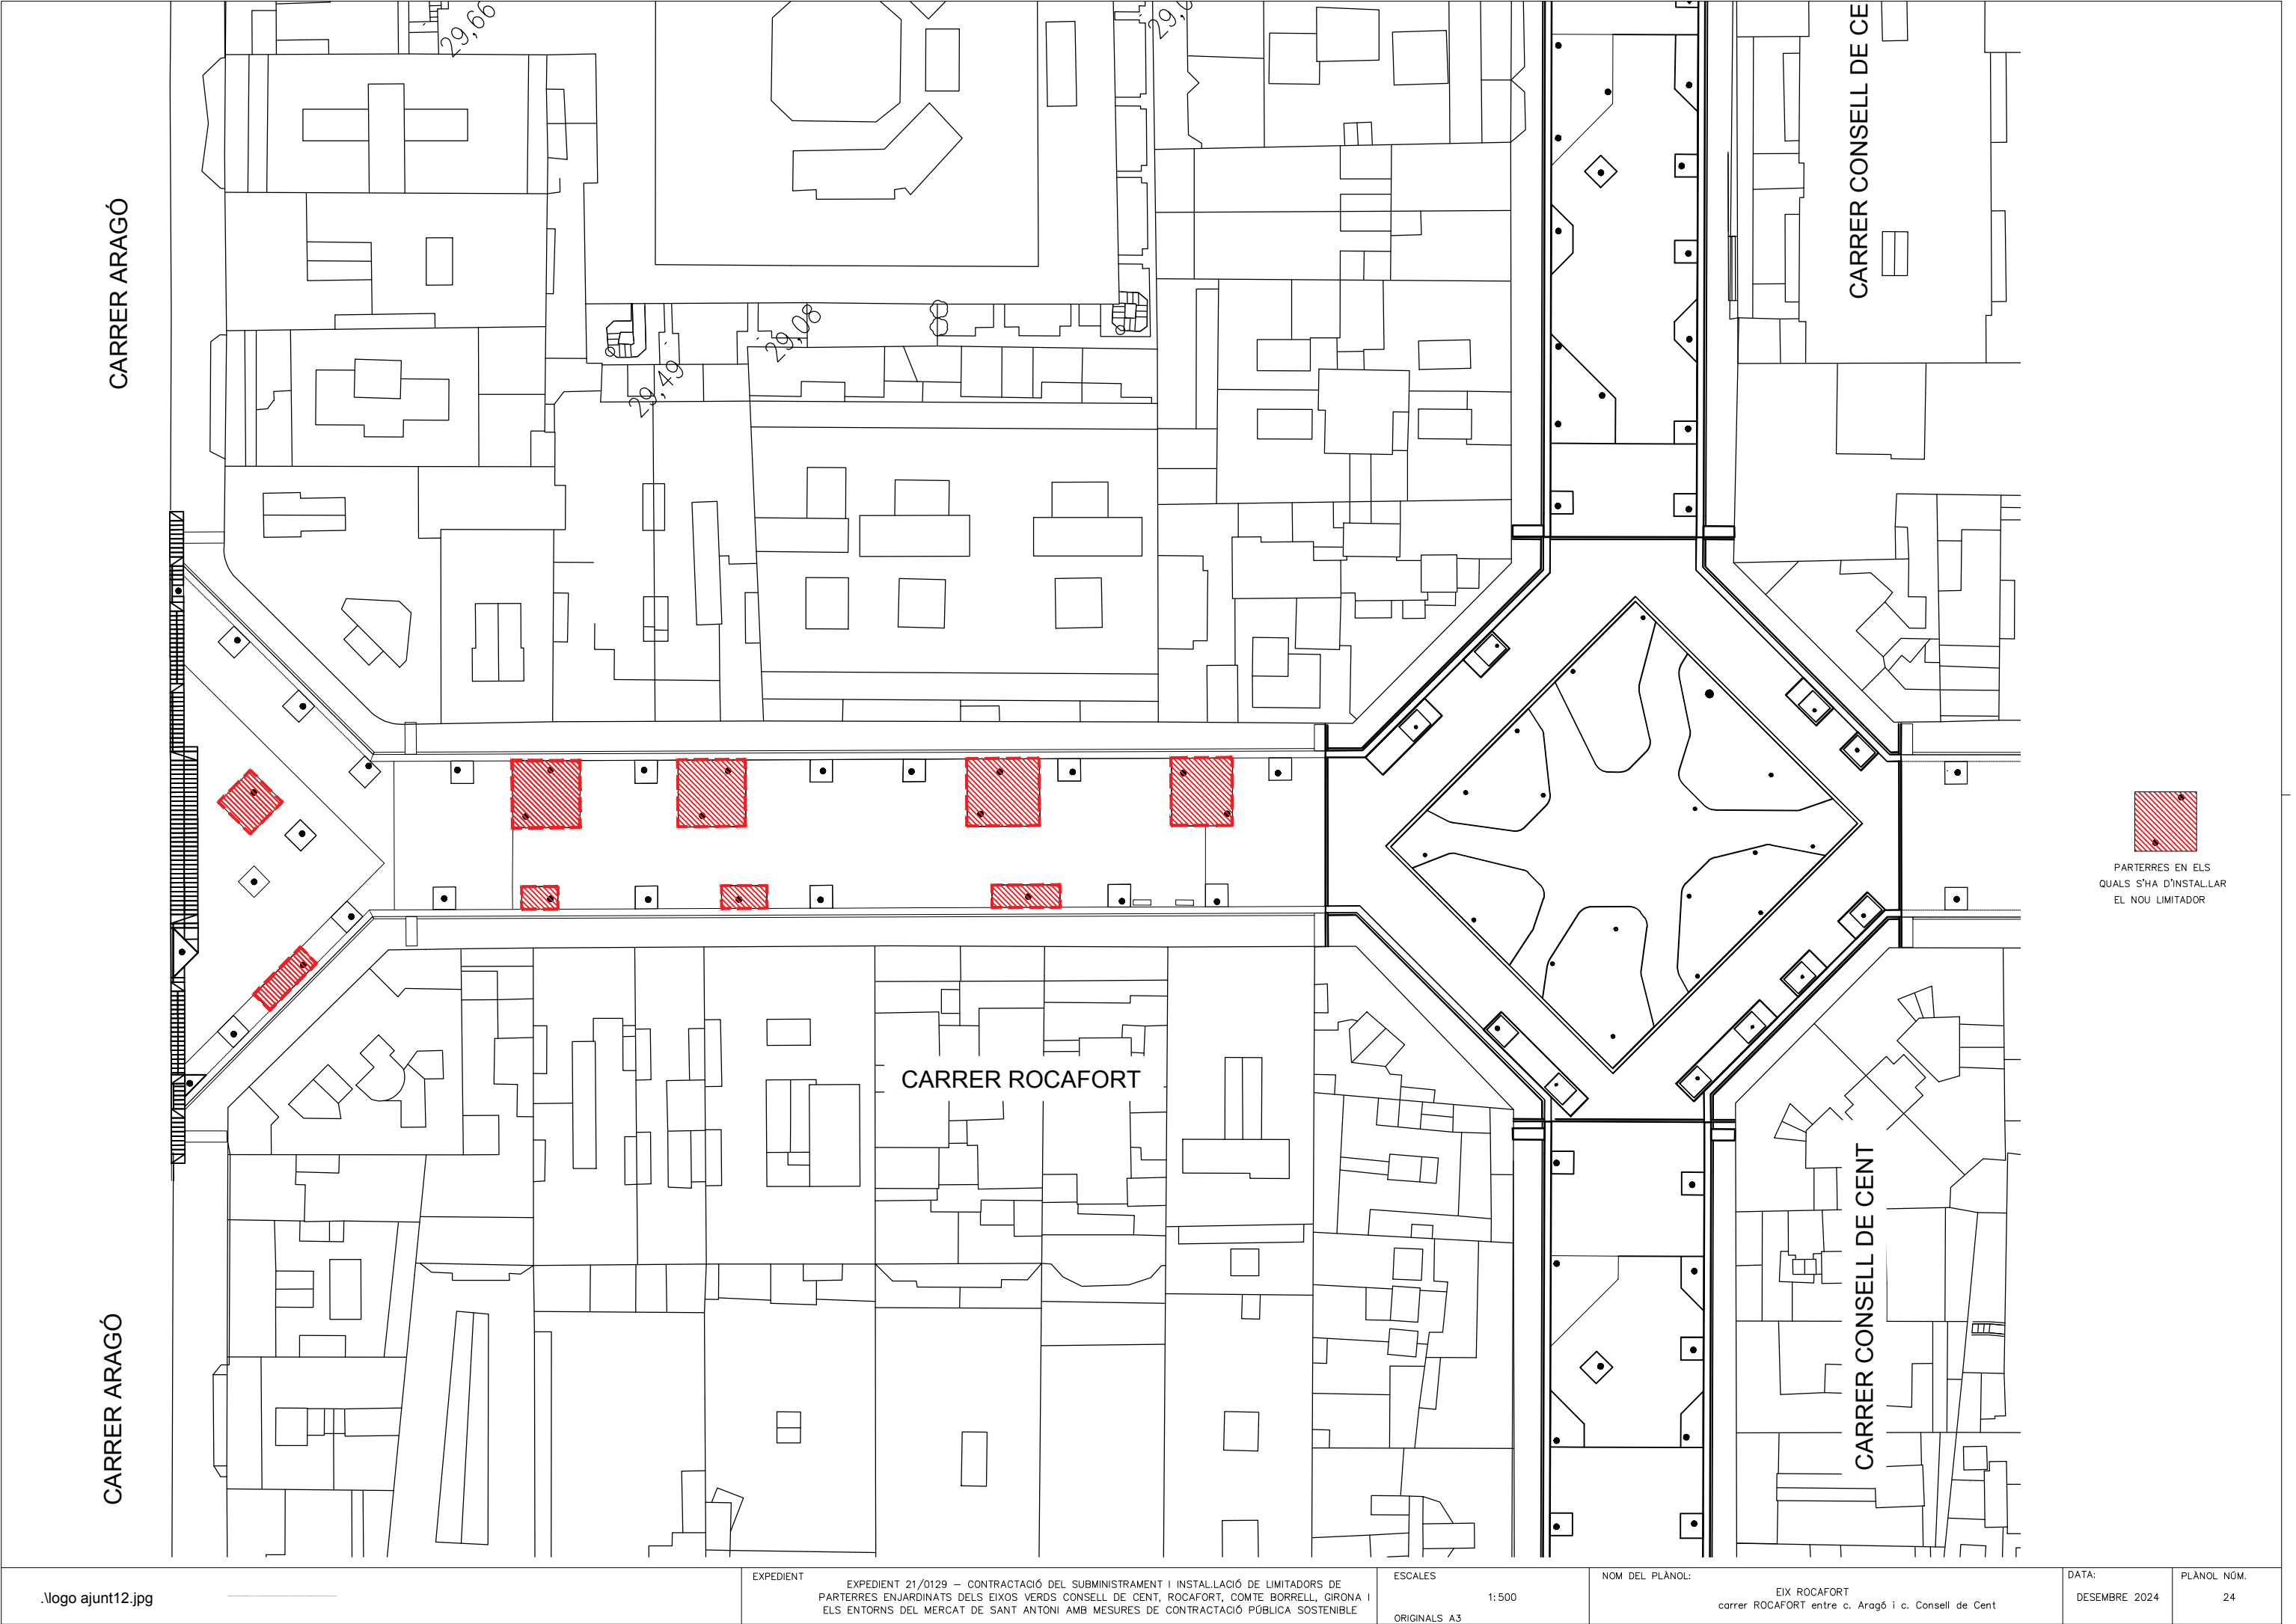 29,66
CARRER ARAGÓ
CARRER CONSELL DE CE
29,08
29,49
PARTERRES EN ELS
QUALS S'HA D'INSTAL.LAR
EL NOU LIMITADOR
CARRER ROCAFORT
CARRER ARAGÓ
CARRER CONSELL DE CENT
.\logo ajunt12.jpg
EXPEDIENT
EXPEDIENT 21/0129 – CONTRACTACIÓ DEL SUBMINISTRAMENT I INSTAL.LACIÓ DE LIMITADORS DE
PARTERRES ENJARDINATS DELS EIXOS VERDS CONSELL DE CENT, ROCAFORT, COMTE BORRELL, GIRONA I
ELS ENTORNS DEL MERCAT DE SANT ANTONI AMB MESURES DE CONTRACTACIÓ PÚBLICA SOSTENIBLE
ESCALES
1:500
ORIGINALS A3
NOM DEL PLÀNOL:
EIX ROCAFORT
carrer ROCAFORT entre c. Aragó i c. Consell de Cent
DATA:
DESEMBRE 2024
PLÀNOL NÚM.
24